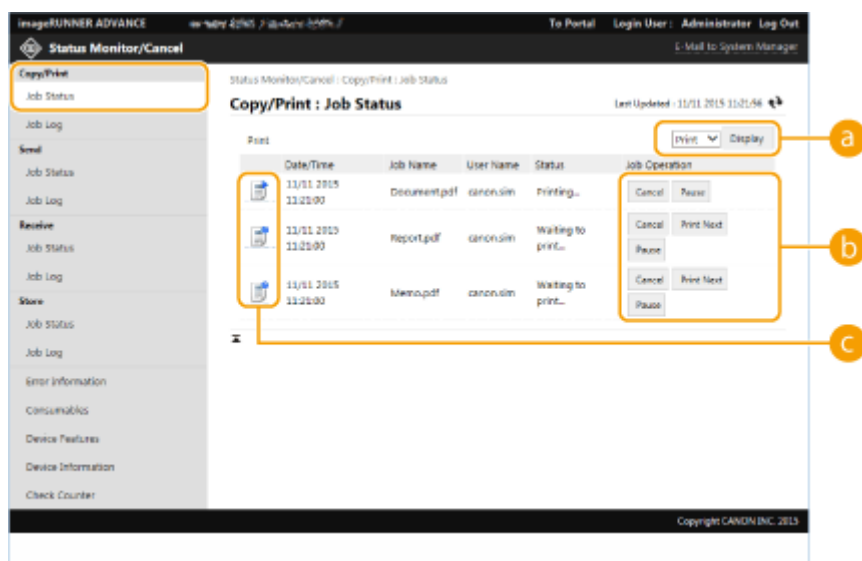 imageRUNNER ADVANCE
To Portal Login User : Administrator Log Out
Status Monitor/Cancel
E-Mail to System Manager
Copy/Print
Job Status
Job Log
Send
Job Status
Job Log
Receive
Job Status
Job Log
Store
Job Status
Job Log
Error Information
Consumables
Device Features
Device Information
Check Counter
Status Monitor/Cancel : Copy/Print : Job Status
Copy/Print : Job Status
Last Updated : 11/11 2015 11:21:56
Print
Print Display
a
Date/Time Job Name User Name Status Job Operation
11/11 2015 11:21:00 Document.pdf canon.sim Printing... Cancel Pause
11/11 2015 11:21:00 Report.pdf canon.sim Waiting to print... Cancel Print Next Pause
b
11/11 2015 11:21:00 Memo.pdf canon.sim Waiting to print... Cancel Print Next Pause
c
Copyright CANON INC. 2015